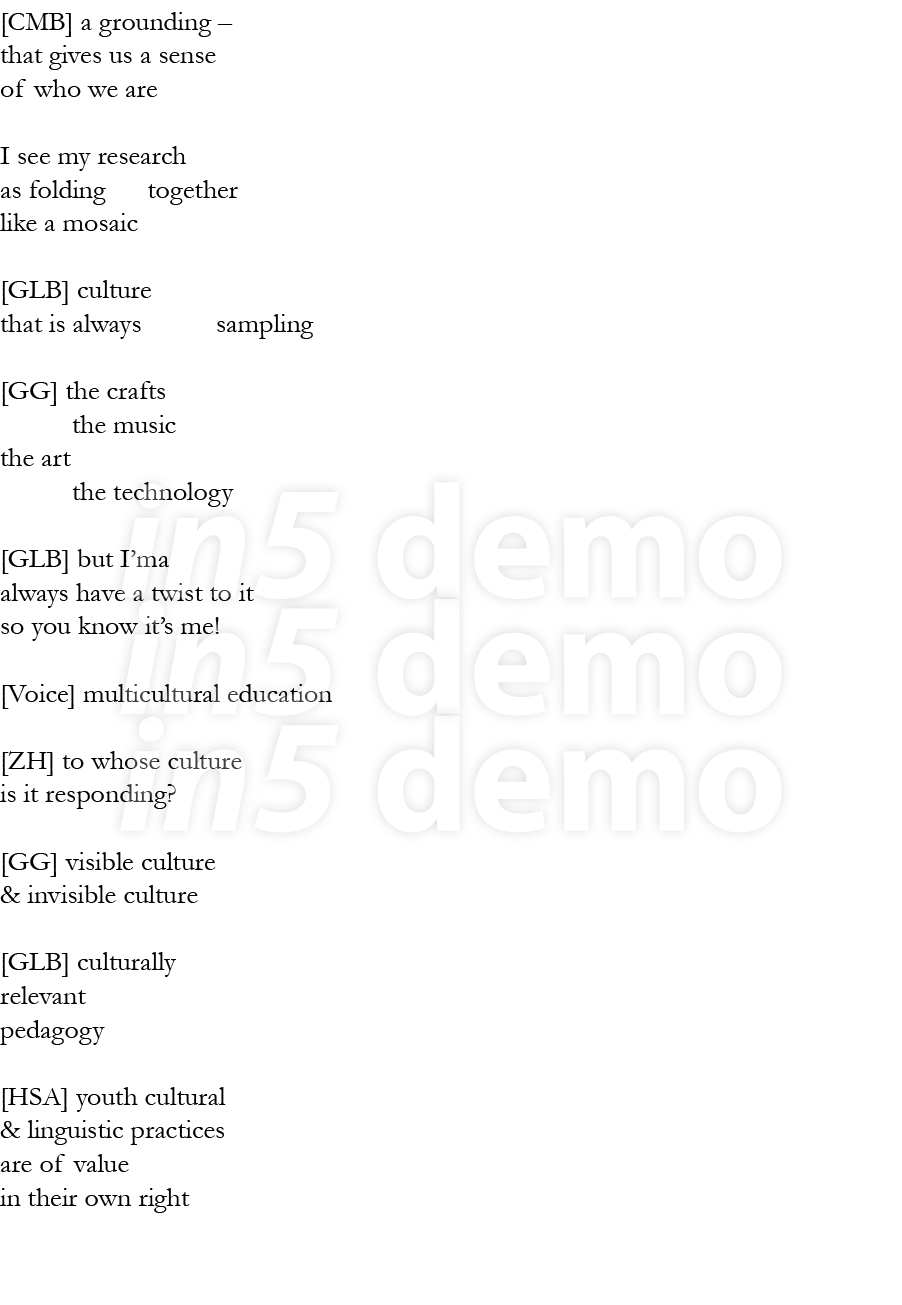 [CMB] a grounding –
that gives us a sense
of who we are
I see my research
as folding together
like a mosaic
[GLB] culture
that is always sampling
[GG] the crafts
the music
the art
the technology
[GLB] but I’ma
always have a twist to it
so you know it’s me!
[Voice] multicultural education
[ZH] to whose culture
is it responding?
[GG] visible culture
& invisible culture
[GLB] culturally
relevant
pedagogy
[HSA] youth cultural
& linguistic practices
are of value
in their own right
in5 demo
in5 demo
in5 demo